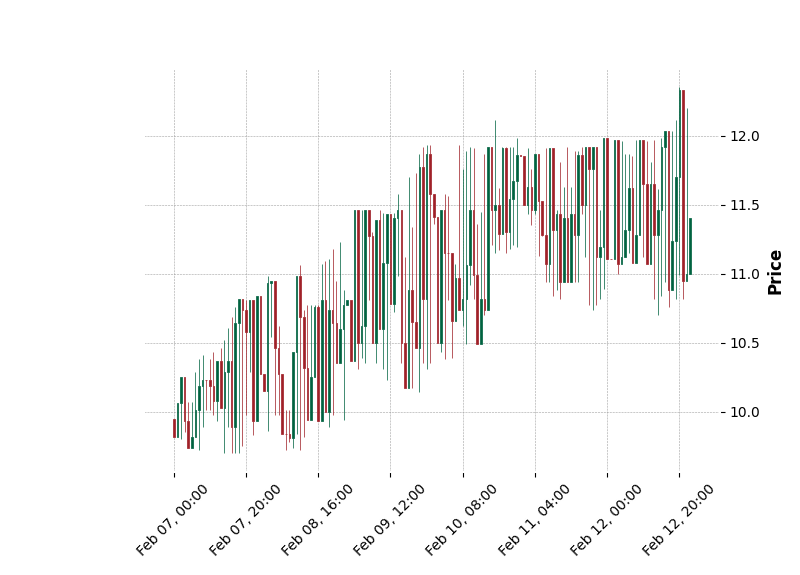 12.0
11.5
11.0
10.5
10.0
Price
Feb 07, 00:00
Feb 07, 20:00
Feb 08, 16:00
Feb 09, 12:00
Feb 10, 08:00
Feb 11, 04:00
Feb 12, 00:00
Feb 12, 20:00